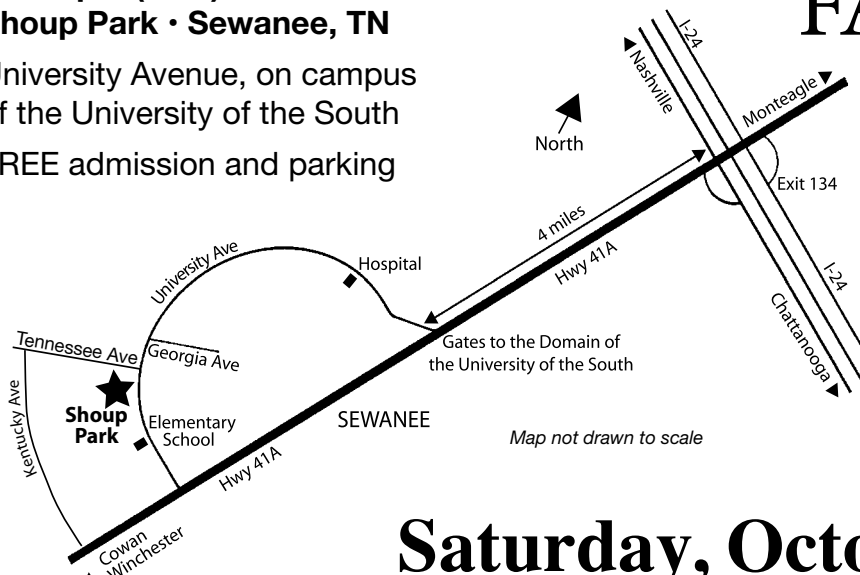 houp Park • Sewanee, TN
University Avenue, on campus
f the University of the South
REE admission and parking
FA
I-24
Nashville
Monteagle
North
Exit 134
4 miles
Hwy 41A
I-24
Chattanooga
University Ave
Hospital
Gates to the Domain of
the University of the South
Tennessee Ave
Georgia Ave
Kentucky Ave
Shoup
Park
Elementary
School
SEWANEE
Map not drawn to scale
Hwy 41A
Cowan
Winchester
Saturday, Octo